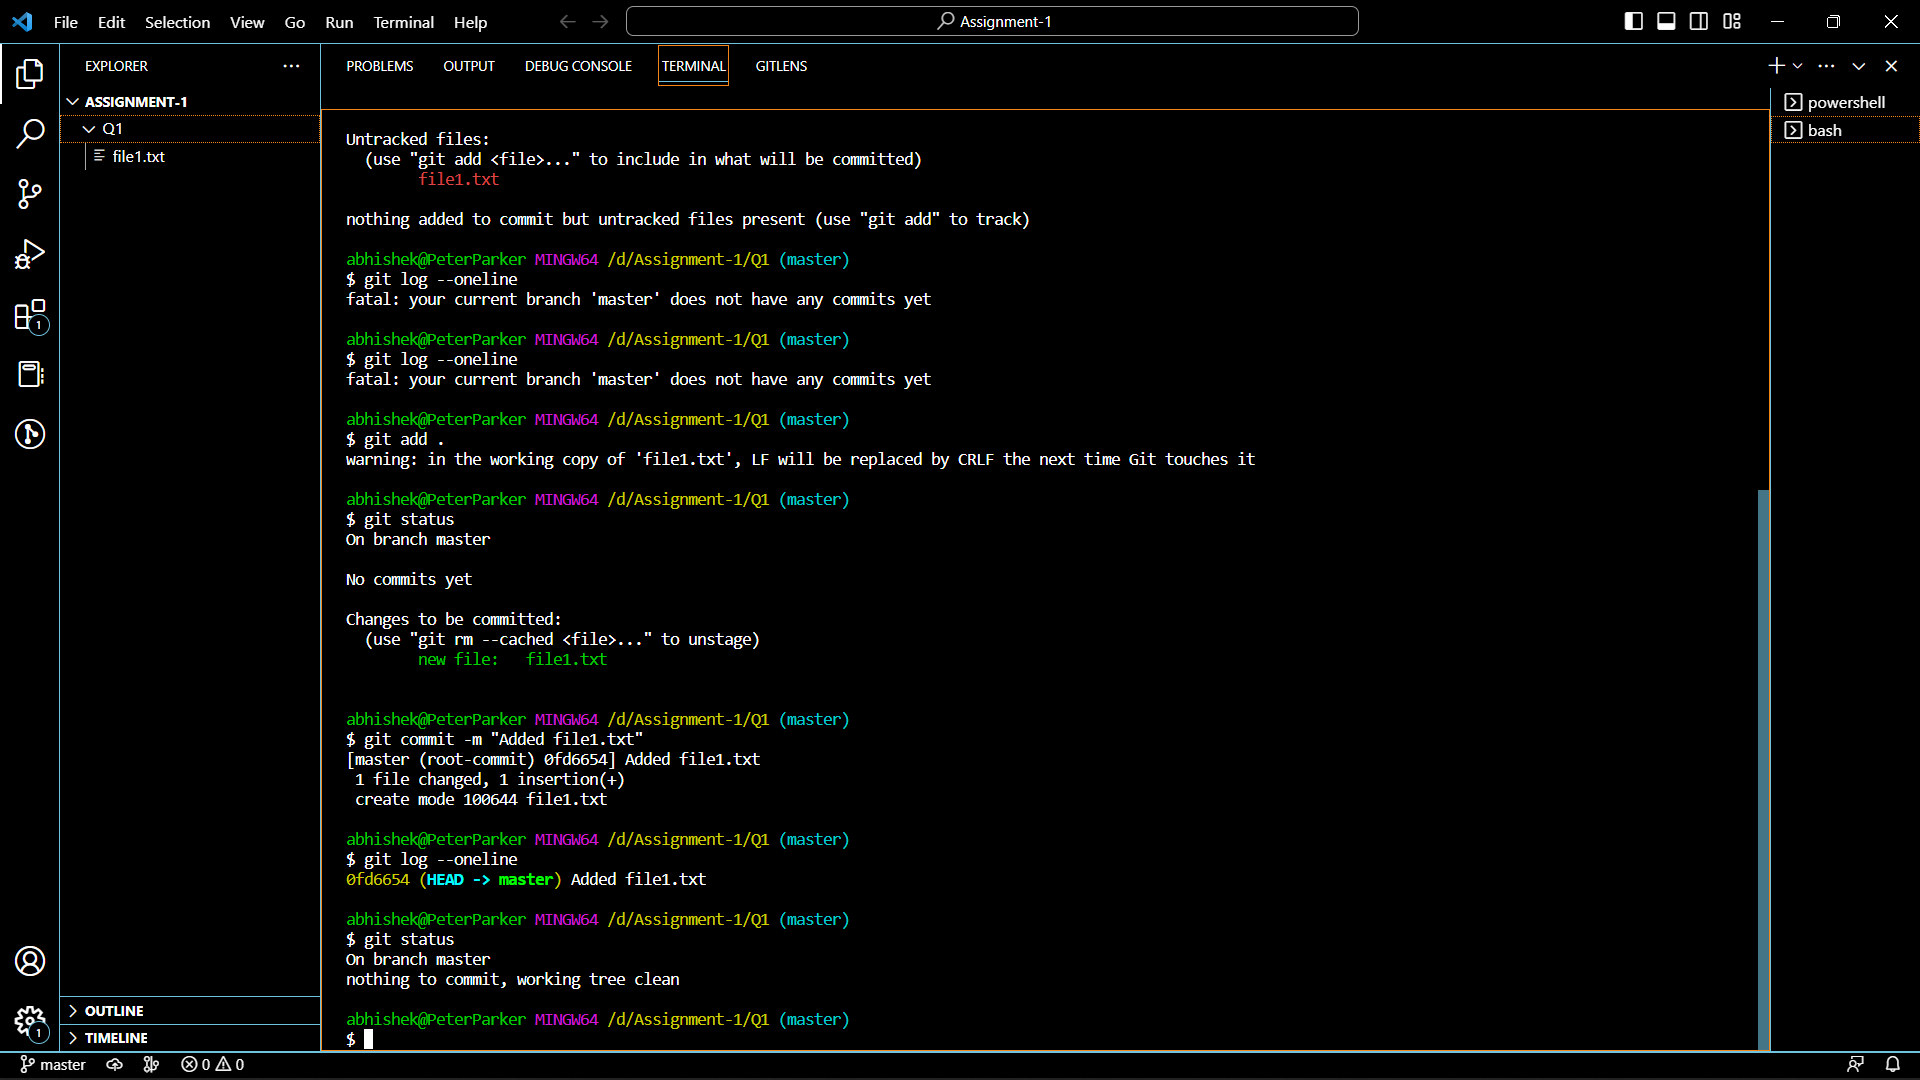 File Edit Selection View Go Run Terminal Help
Assignment-1
EXPLORER
ASSIGNMENT-1
Q1
file1.txt
1
PROBLEMS OUTPUT DEBUG CONSOLE TERMINAL GITLENS
powershell
bash
Untracked files:
  (use "git add <file>..." to include in what will be committed)
        file1.txt

nothing added to commit but untracked files present (use "git add" to track)

abhishek@PeterParker MINGW64 /d/Assignment-1/Q1 (master)
$ git log --oneline
fatal: your current branch 'master' does not have any commits yet

abhishek@PeterParker MINGW64 /d/Assignment-1/Q1 (master)
$ git log --oneline
fatal: your current branch 'master' does not have any commits yet

abhishek@PeterParker MINGW64 /d/Assignment-1/Q1 (master)
$ git add .
warning: in the working copy of 'file1.txt', LF will be replaced by CRLF the next time Git touches it

abhishek@PeterParker MINGW64 /d/Assignment-1/Q1 (master)
$ git status
On branch master

No commits yet

Changes to be committed:
  (use "git rm --cached <file>..." to unstage)
        new file:   file1.txt

abhishek@PeterParker MINGW64 /d/Assignment-1/Q1 (master)
$ git commit -m "Added file1.txt"
[master (root-commit) 0fd6654] Added file1.txt
 1 file changed, 1 insertion(+)
 create mode 100644 file1.txt

abhishek@PeterParker MINGW64 /d/Assignment-1/Q1 (master)
$ git log --oneline
0fd6654 (HEAD -> master) Added file1.txt

abhishek@PeterParker MINGW64 /d/Assignment-1/Q1 (master)
$ git status
On branch master
nothing to commit, working tree clean

abhishek@PeterParker MINGW64 /d/Assignment-1/Q1 (master)
$
OUTLINE
TIMELINE
1
master 0 0